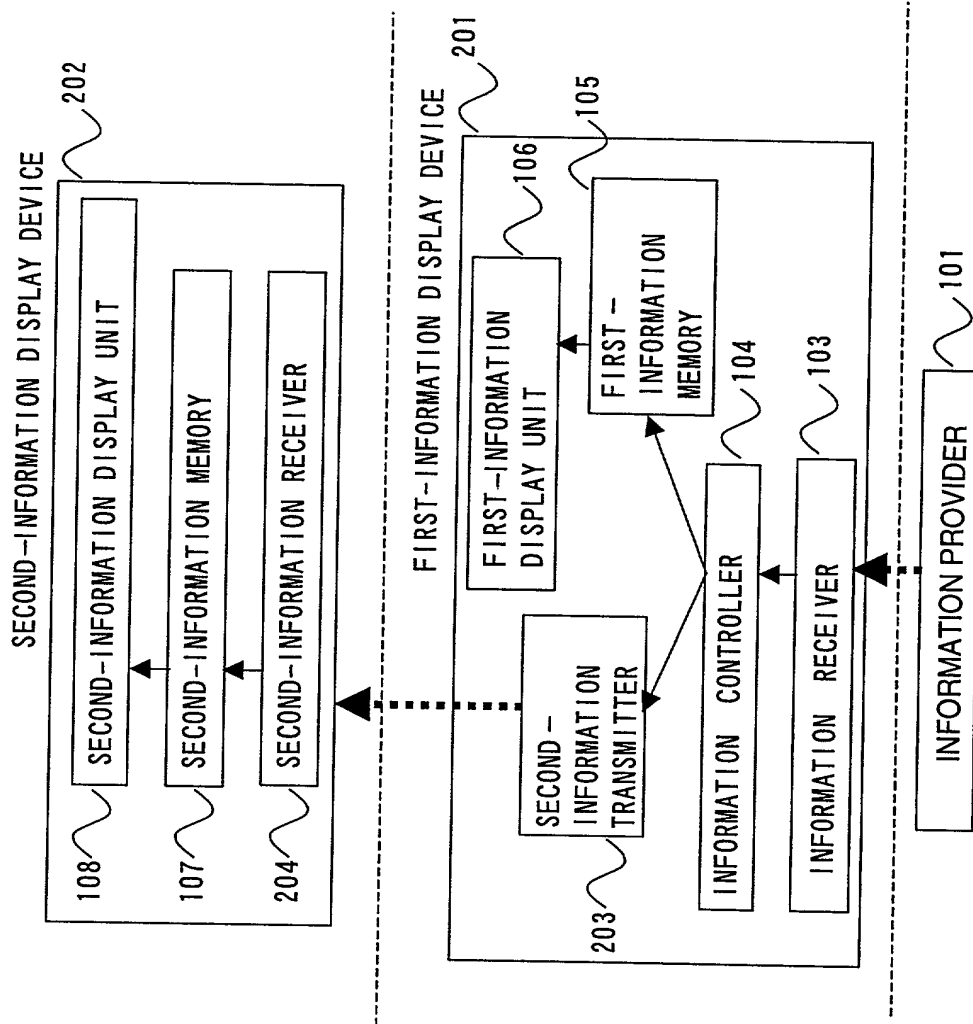 SECOND-INFORMATION DISPLAY DEVICE
202
SECOND-INFORMATION DISPLAY UNIT
108
SECOND-INFORMATION MEMORY
107
SECOND-INFORMATION RECEIVER
204
FIRST-INFORMATION DISPLAY DEVICE
201
FIRST-INFORMATION
DISPLAY UNIT
106
SECOND-
INFORMATION
TRANSMITTER
203
FIRST-
INFORMATION
MEMORY
105
INFORMATION CONTROLLER
104
INFORMATION RECEIVER
103
INFORMATION PROVIDER
101